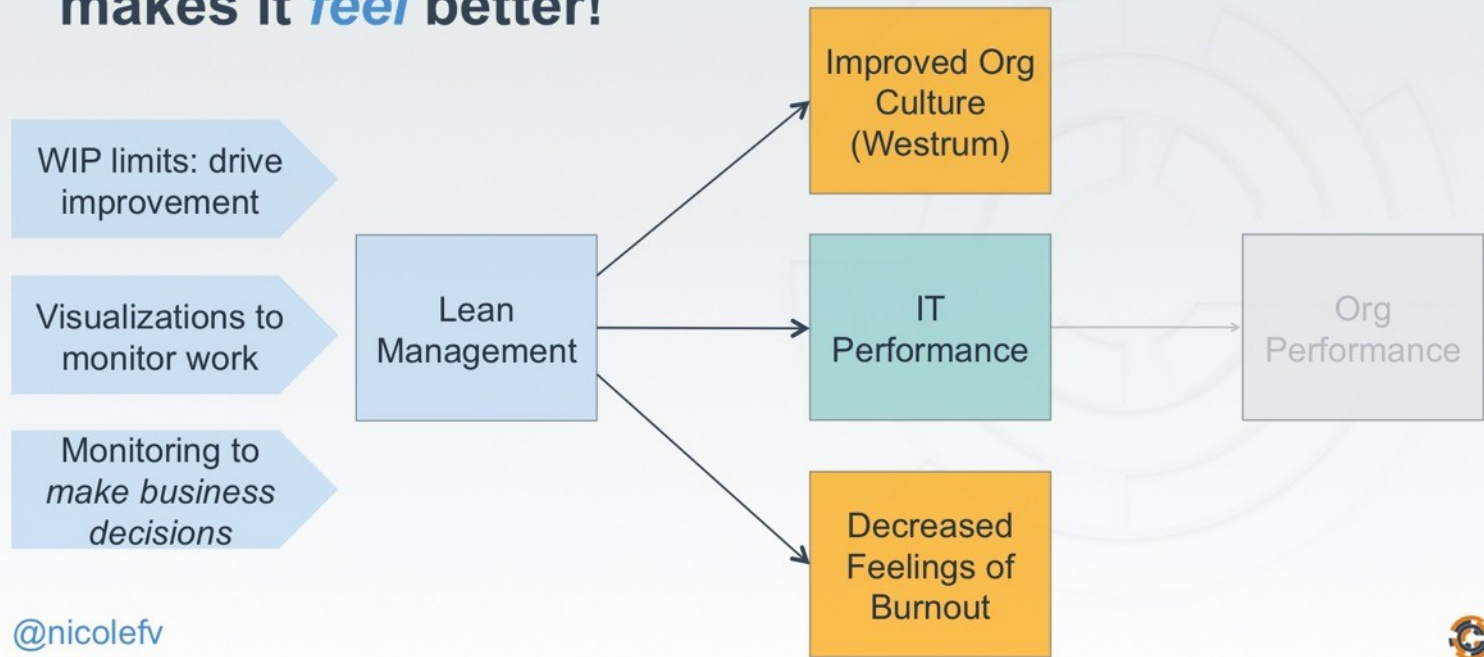 makes it feel better!
WIP limits: drive
improvement
Visualizations to
monitor work
Monitoring to
make business
decisions
Lean
Management
Improved Org
Culture
(Westrum)
IT
Performance
Decreased
Feelings of
Burnout
Org
Performance
@nicolefv